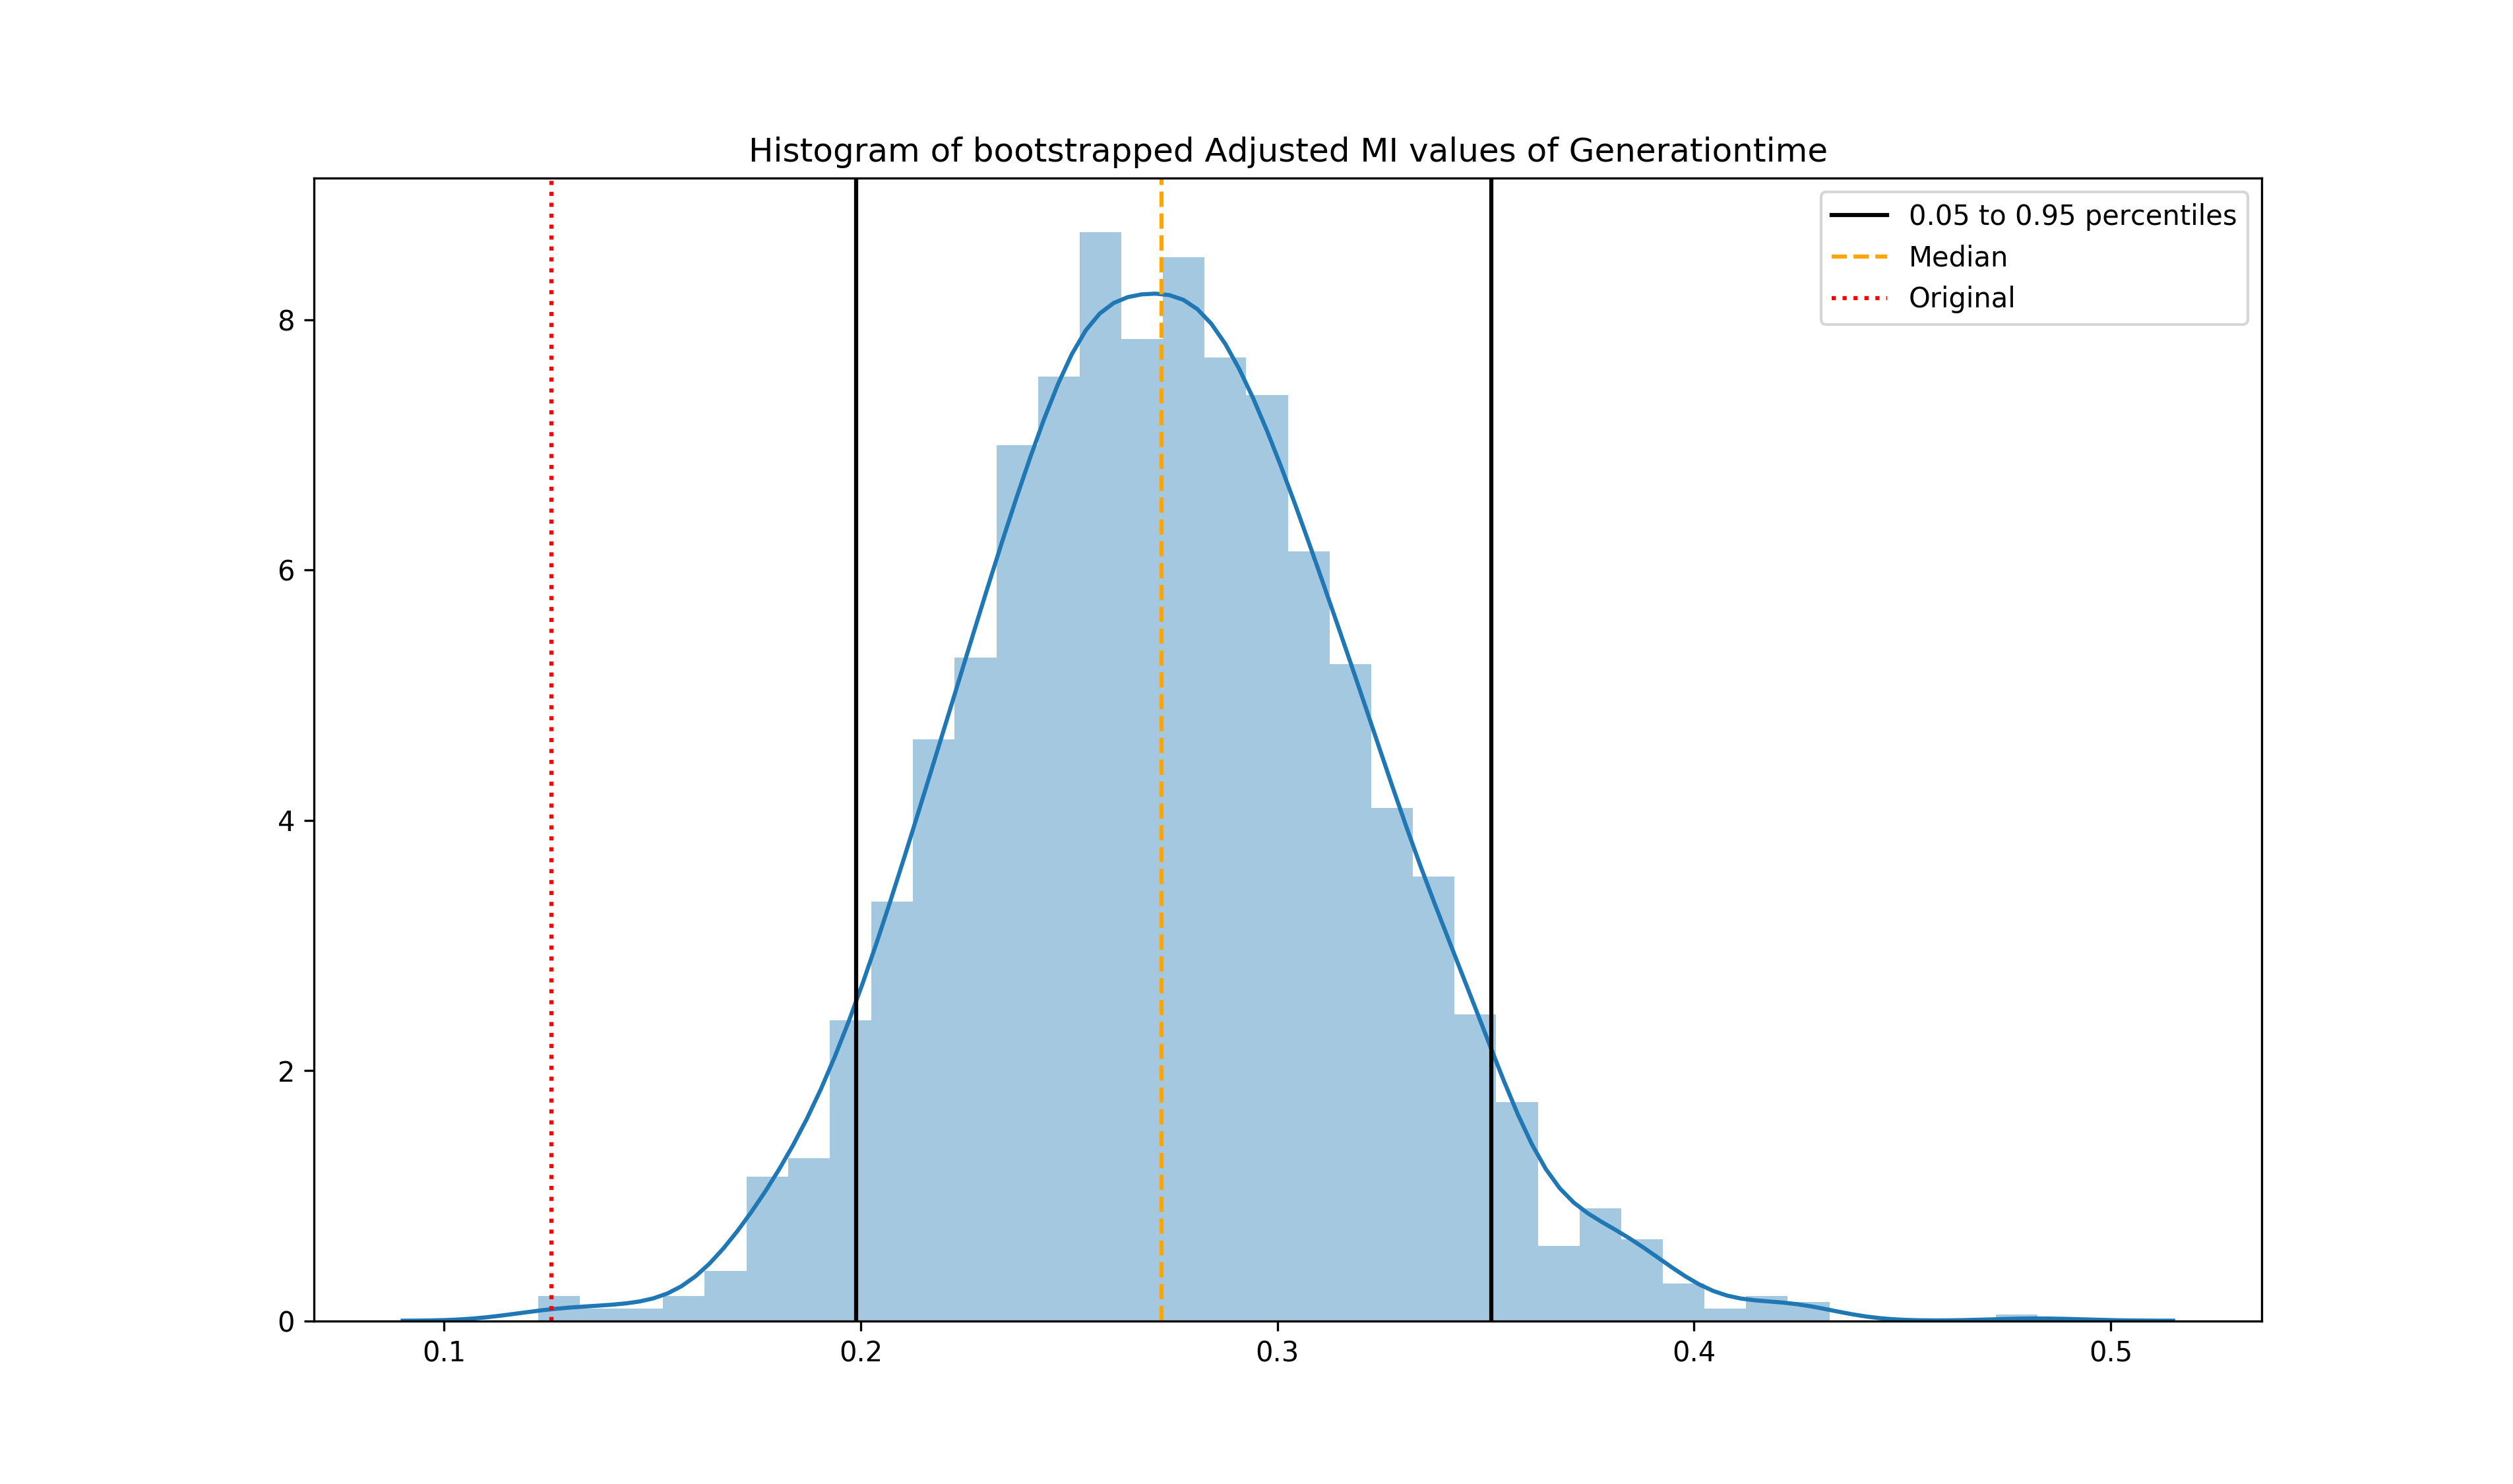 Histogram of bootstrapped Adjusted MI values of Generationtime
0.05 to 0.95 percentiles
Median
Original
8
6
4
2
0
0.1 0.2 0.3 0.4 0.5